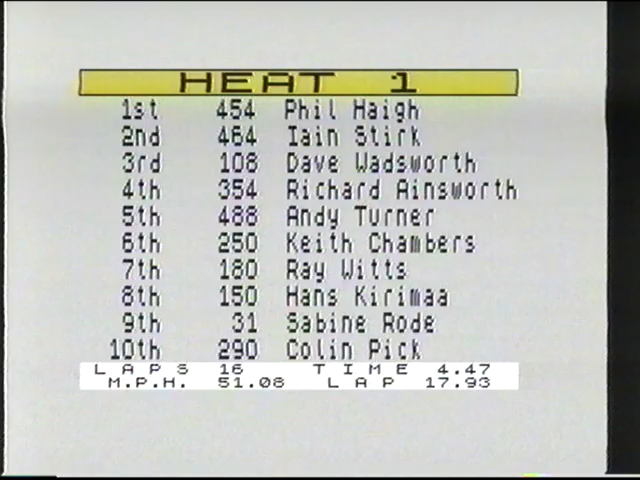 HEAT 1
1st 454 Phil Haigh
2nd 464 Iain Stirk
3rd 108 Dave Wadsworth
4th 354 Richard Ainsworth
5th 488 Andy Turner
6th 250 Keith Chambers
7th 180 Ray Witts
8th 150 Hans Kirimaa
9th 31 Sabine Rode
10th 290 Colin Pick
LAPS 16 TIME 4.47
M.P.H. 51.08 LAP 17.93